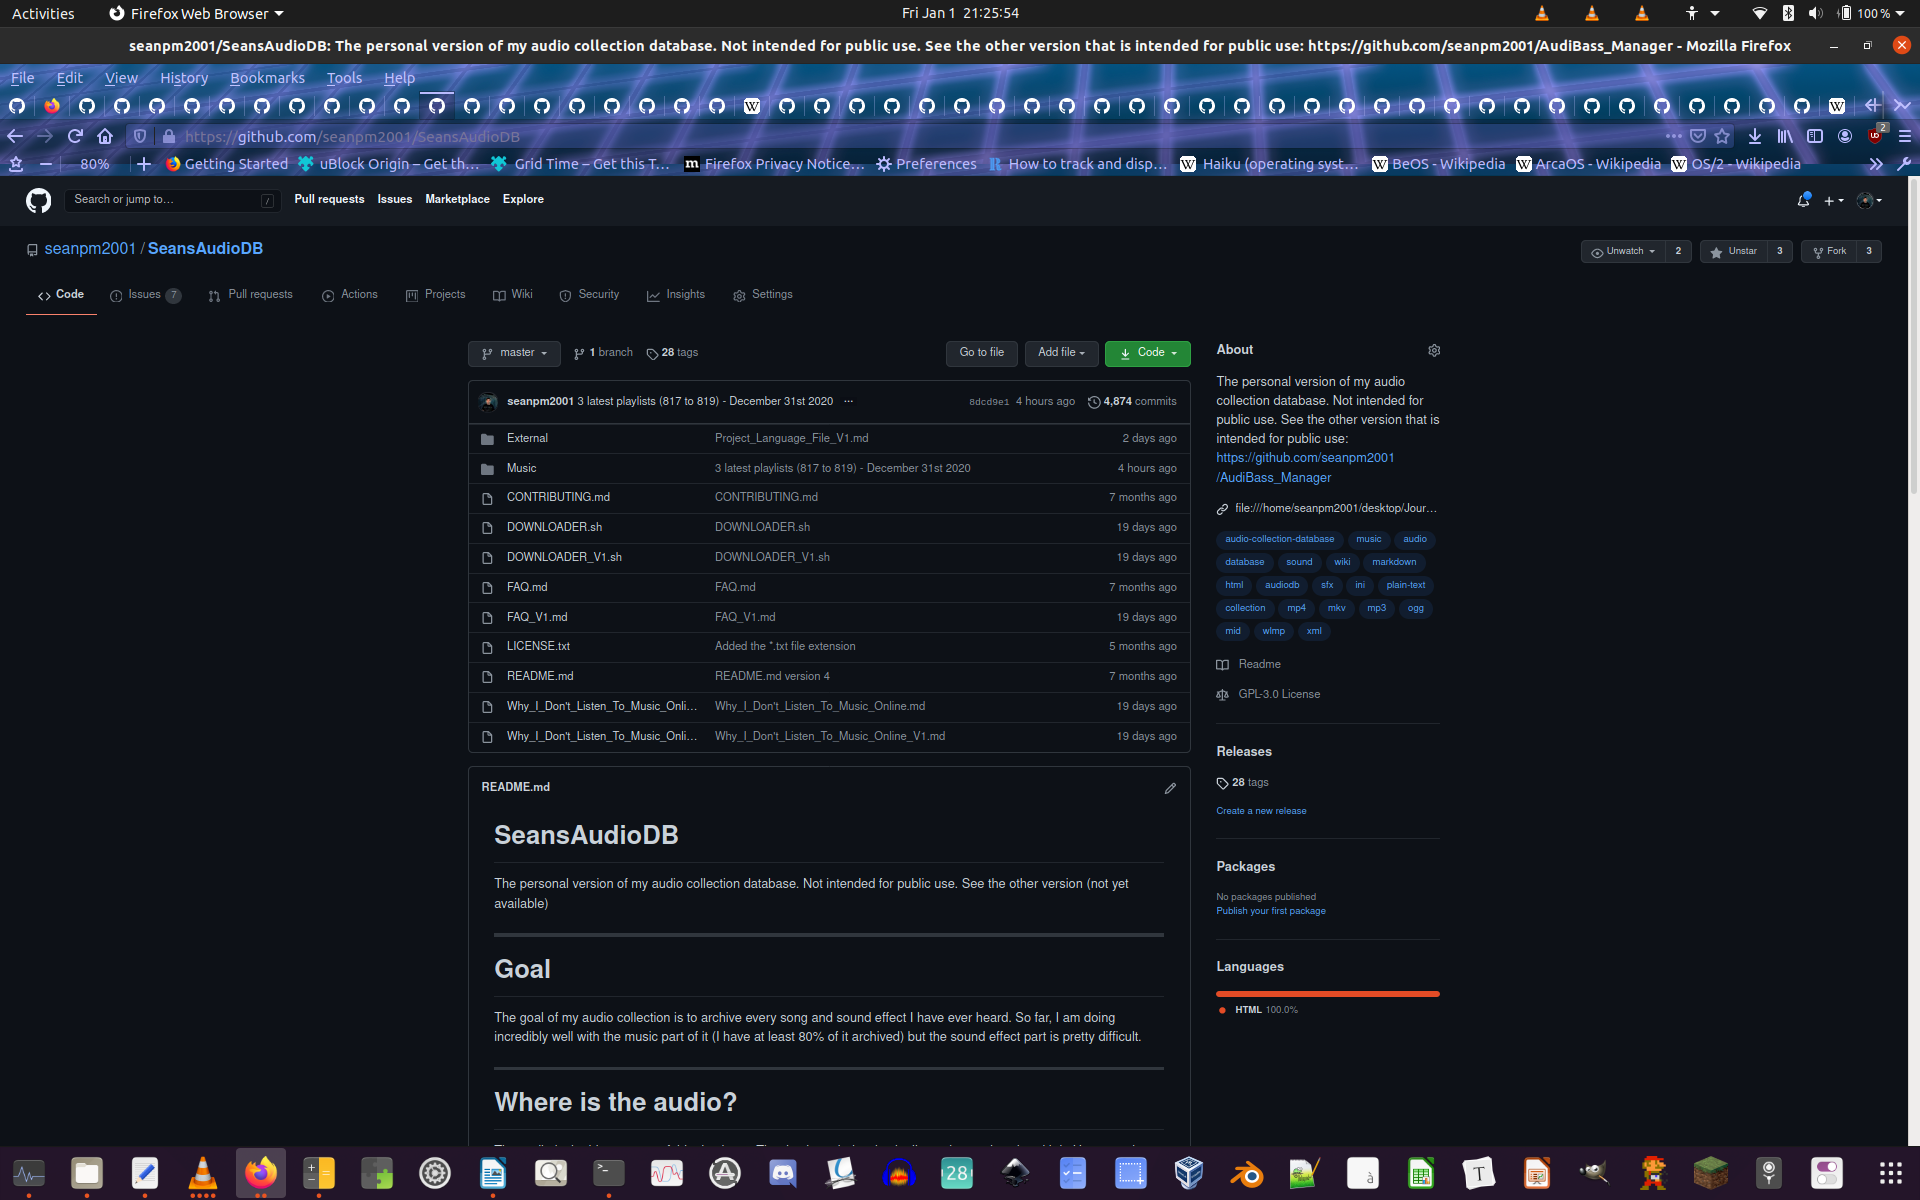 Activities Firefox Web Browser Fri Jan 1 21:25:54 100 %
seanpm2001/SeansAudioDB: The personal version of my audio collection database. Not intended for public use. See the other version that is intended for public use: https://github.com/seanpm2001/AudiBass_Manager - Mozilla Firefox
File Edit View History Bookmarks Tools Help
https://github.com/seanpm2001/SeansAudioDB 2
80% Getting Started uBlock Origin – Get th… Grid Time – Get this T… Firefox Privacy Notice… Preferences How to track and disp… Haiku (operating syst… BeOS - Wikipedia ArcaOS - Wikipedia OS/2 - Wikipedia
Search or jump to… / Pull requests Issues Marketplace Explore
seanpm2001 / SeansAudioDB Unwatch 2 Unstar 3 Fork 3
Code Issues 7 Pull requests Actions Projects Wiki Security Insights Settings
master 1 branch 28 tags Go to file Add file Code
seanpm2001 3 latest playlists (817 to 819) - December 31st 2020 ... 8dcd9e1 4 hours ago 4,874 commits
External Project_Language_File_V1.md 2 days ago
Music 3 latest playlists (817 to 819) - December 31st 2020 4 hours ago
CONTRIBUTING.md CONTRIBUTING.md 7 months ago
DOWNLOADER.sh DOWNLOADER.sh 19 days ago
DOWNLOADER_V1.sh DOWNLOADER_V1.sh 19 days ago
FAQ.md FAQ.md 7 months ago
FAQ_V1.md FAQ_V1.md 19 days ago
LICENSE.txt Added the *.txt file extension 5 months ago
README.md README.md version 4 7 months ago
Why_I_Don't_Listen_To_Music_Onli… Why_I_Don't_Listen_To_Music_Online.md 19 days ago
Why_I_Don't_Listen_To_Music_Onli… Why_I_Don't_Listen_To_Music_Online_V1.md 19 days ago
README.md
SeansAudioDB
The personal version of my audio collection database. Not intended for public use. See the other version (not yet
available)
Goal
The goal of my audio collection is to archive every song and sound effect I have ever heard. So far, I am doing
incredibly well with the music part of it (I have at least 80% of it archived) but the sound effect part is pretty difficult.
Where is the audio?
About
The personal version of my audio
collection database. Not intended for
public use. See the other version that is
intended for public use:
https://github.com/seanpm2001
/AudiBass_Manager
file:///home/seanpm2001/desktop/Jour…
audio-collection-database music audio
database sound wiki markdown
html audiodb sfx ini plain-text
collection mp4 mkv mp3 ogg
mid wlmp xml
Readme
GPL-3.0 License
Releases
28 tags
Create a new release
Packages
No packages published
Publish your first package
Languages
HTML 100.0%
28